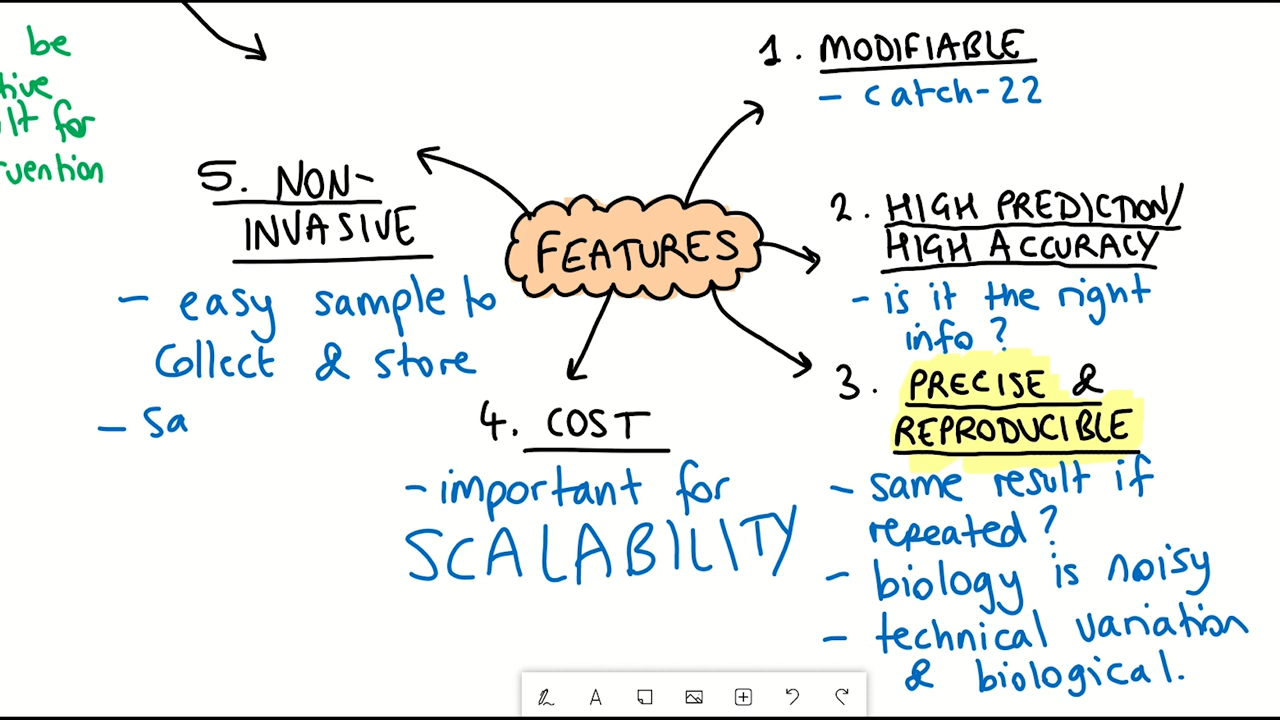 be
tive
lt for
rvention
5. NON-
INVASIVE
- easy sample to
collect & store
- sa
FEATURES
1. MODIFIABLE
- catch-22
2. HIGH PREDICTION/
HIGH ACCURACY
- is it the right
info?
3. PRECISE &
REPRODUCIBLE
- same result if
repeated?
- biology is noisy
- technical variation
& biological.
4. COST
- important for
SCALABILITY
A